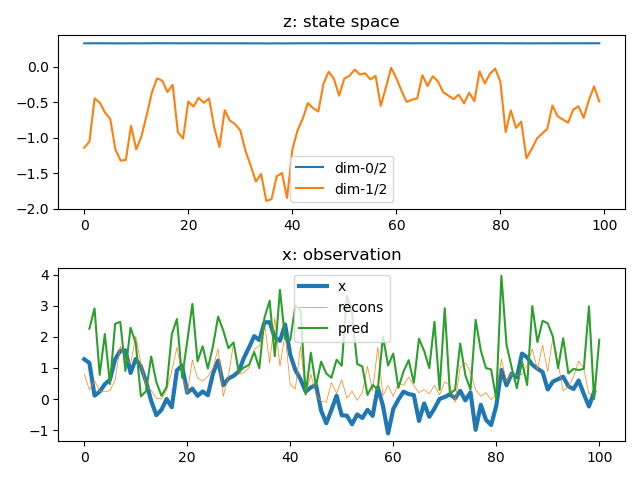 z: state space
0.0
−0.5
−1.0
−1.5
−2.0
dim-0/2
dim-1/2
0 20 40 60 80 100
x: observation
4
3
2
1
0
−1
x
recons
pred
0 20 40 60 80 100